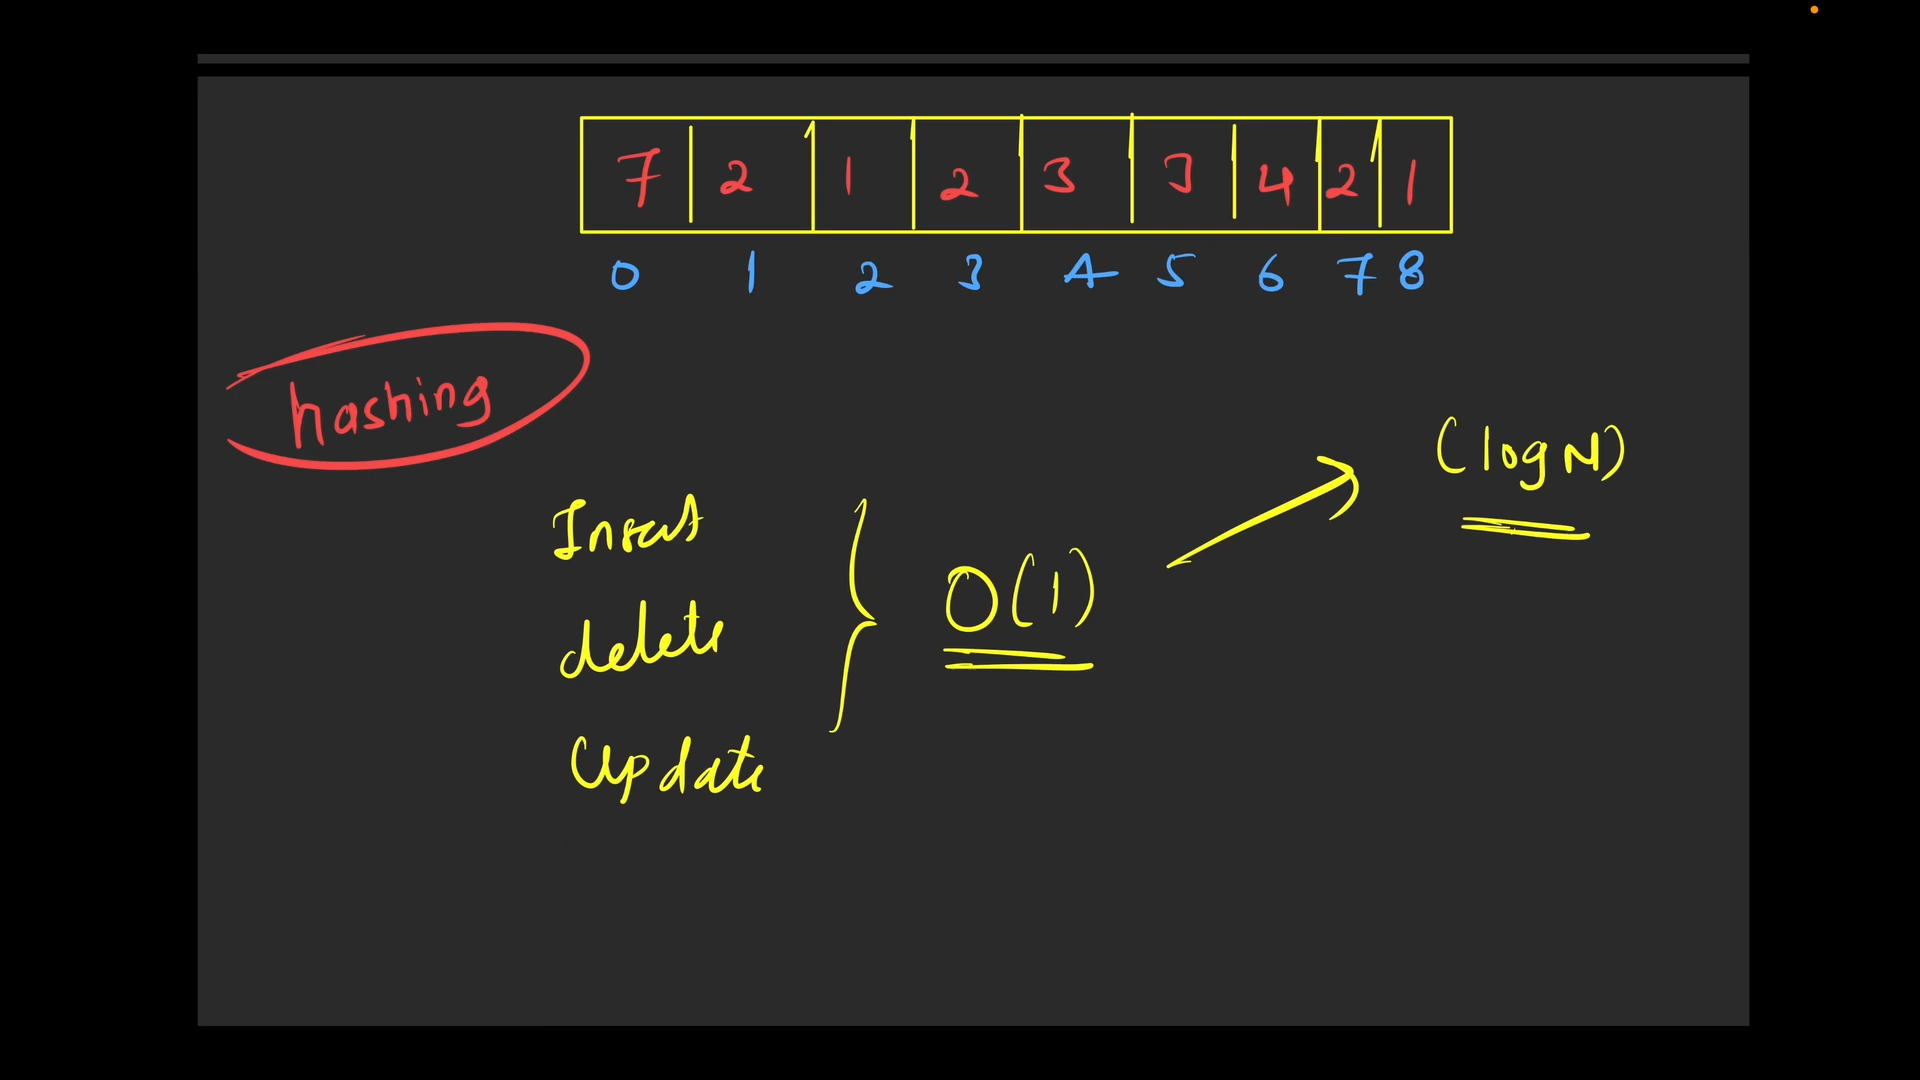 7 2 1 2 3 3 4 2 1
0 1 2 3 4 5 6 7 8
hashing
(log N)
Insert
O(1)
delete
Update